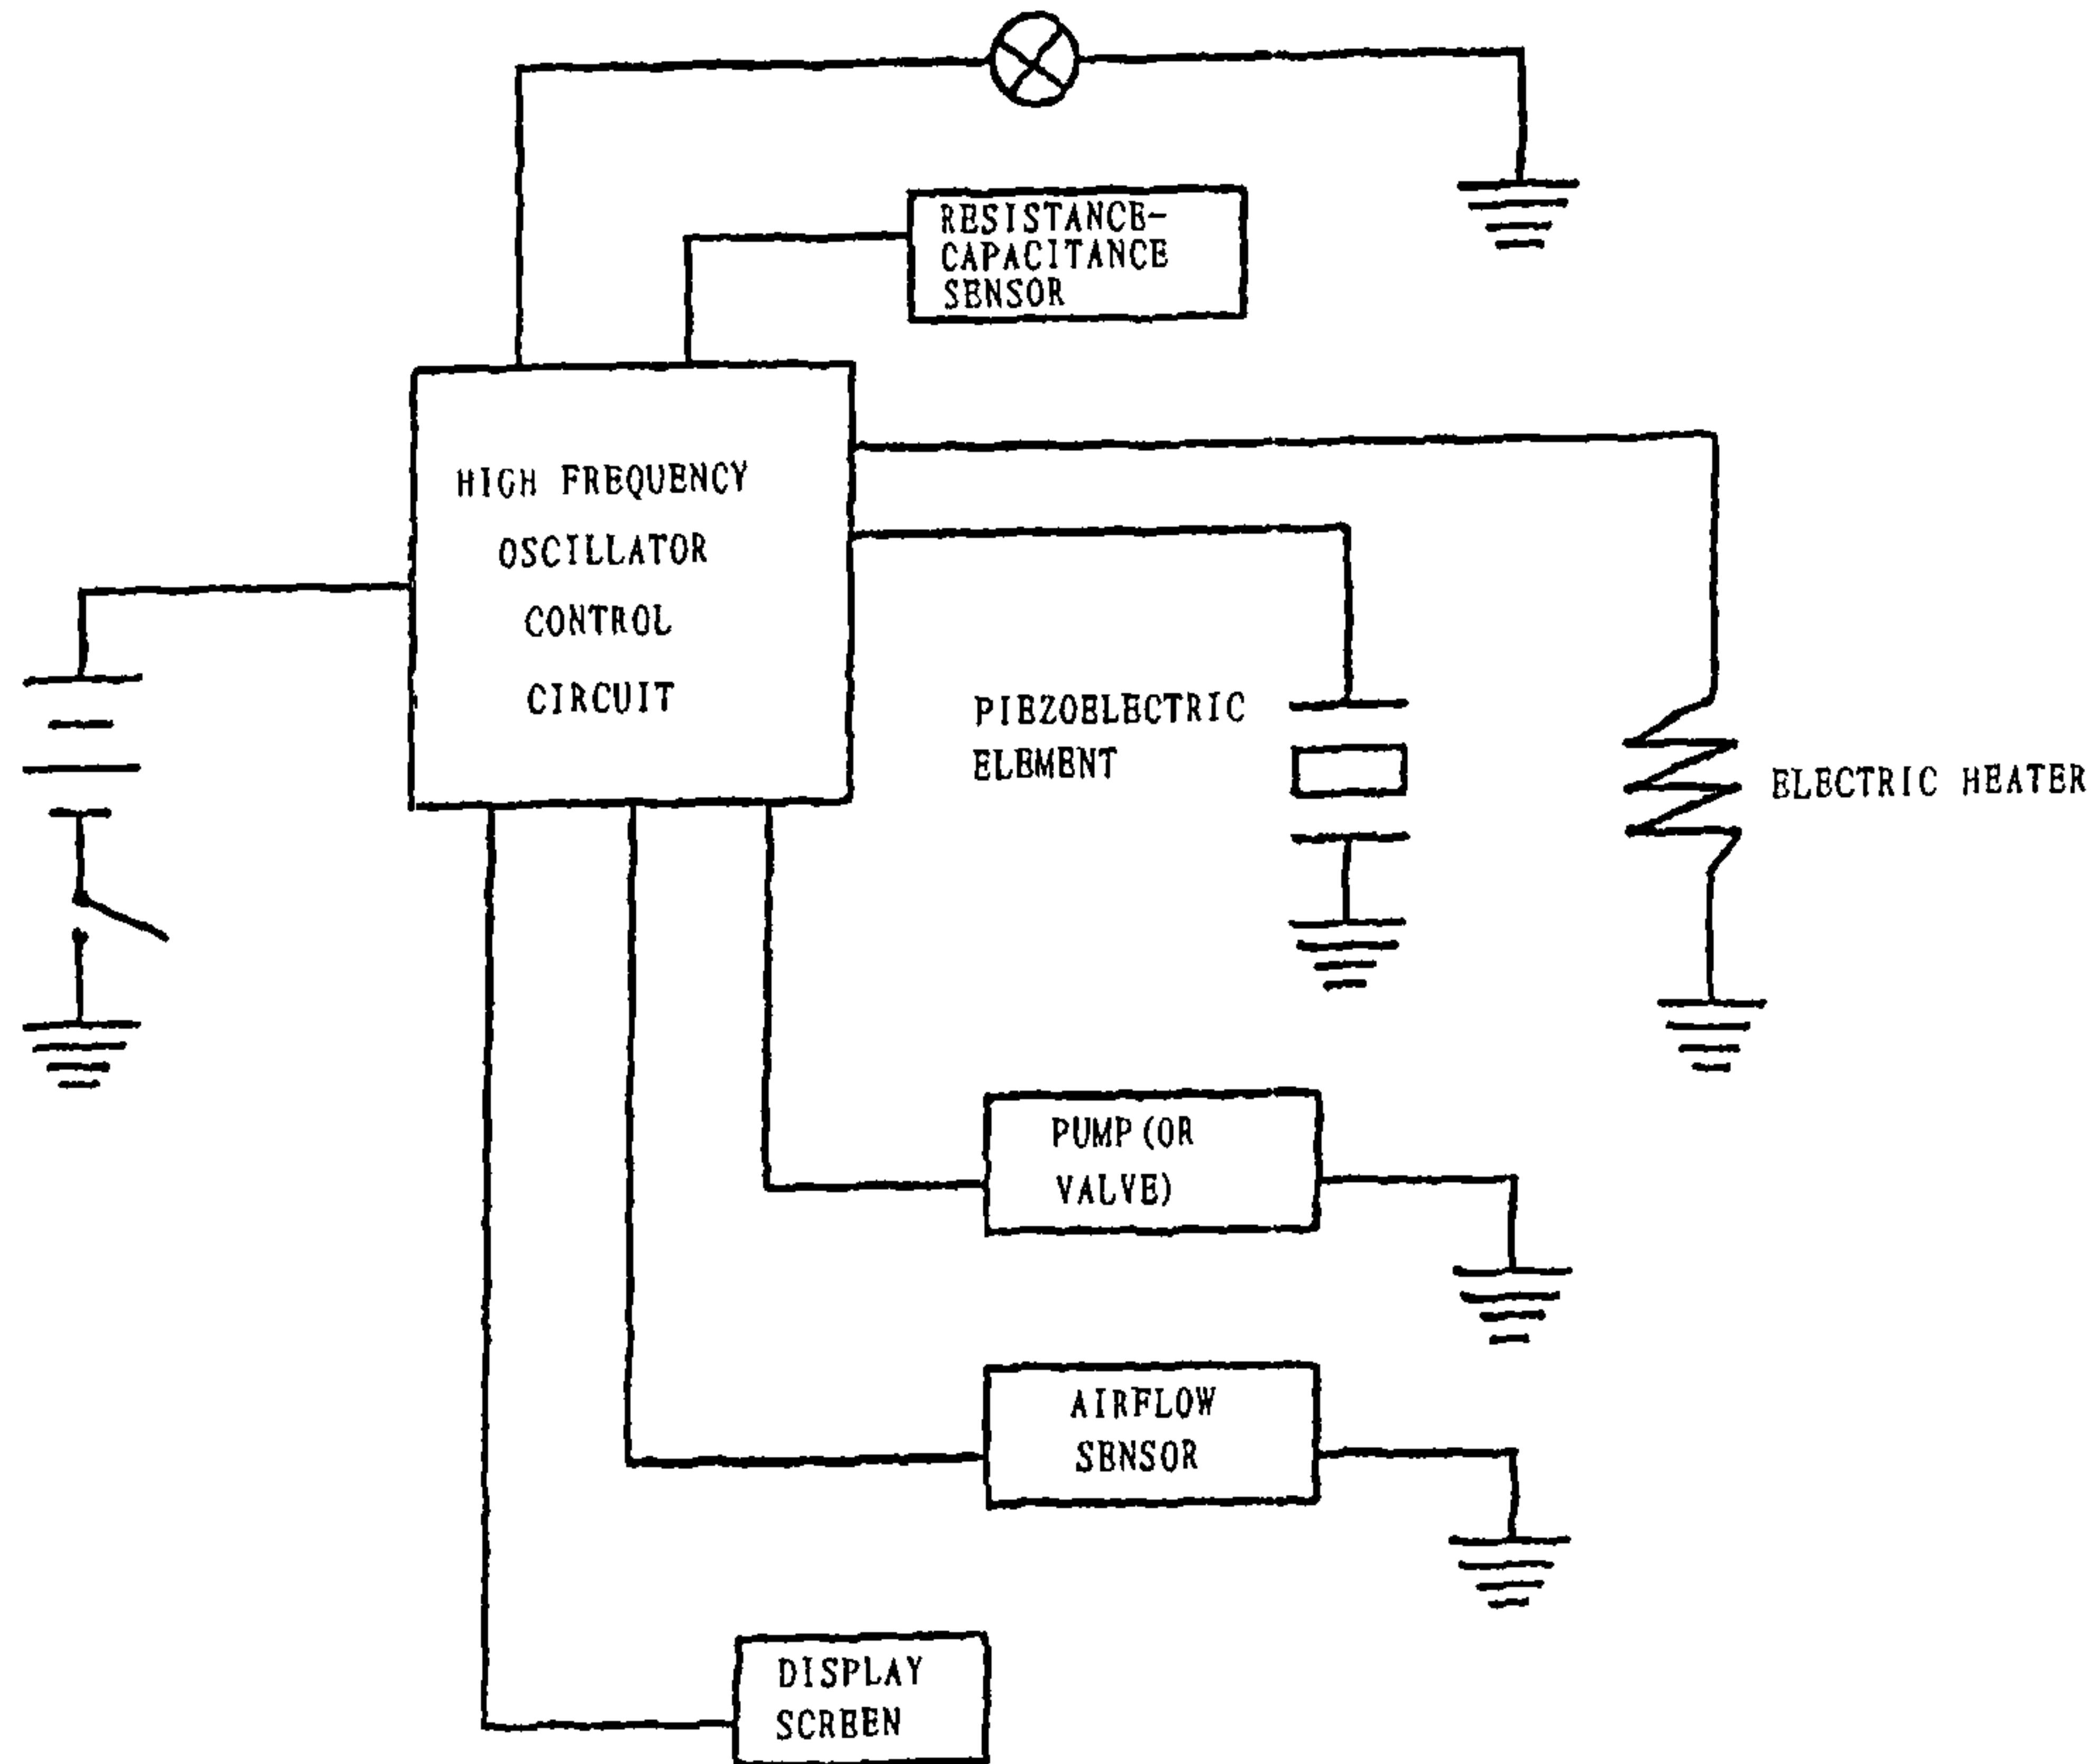 RESISTANCE-
CAPACITANCE
SENSOR
HIGH FREQUENCY
OSCILLATOR
CONTROL
CIRCUIT
PIEZOELECTRIC
ELEMENT
ELECTRIC HEATER
PUMP(OR
VALVE)
AIRFLOW
SENSOR
DISPLAY
SCREEN